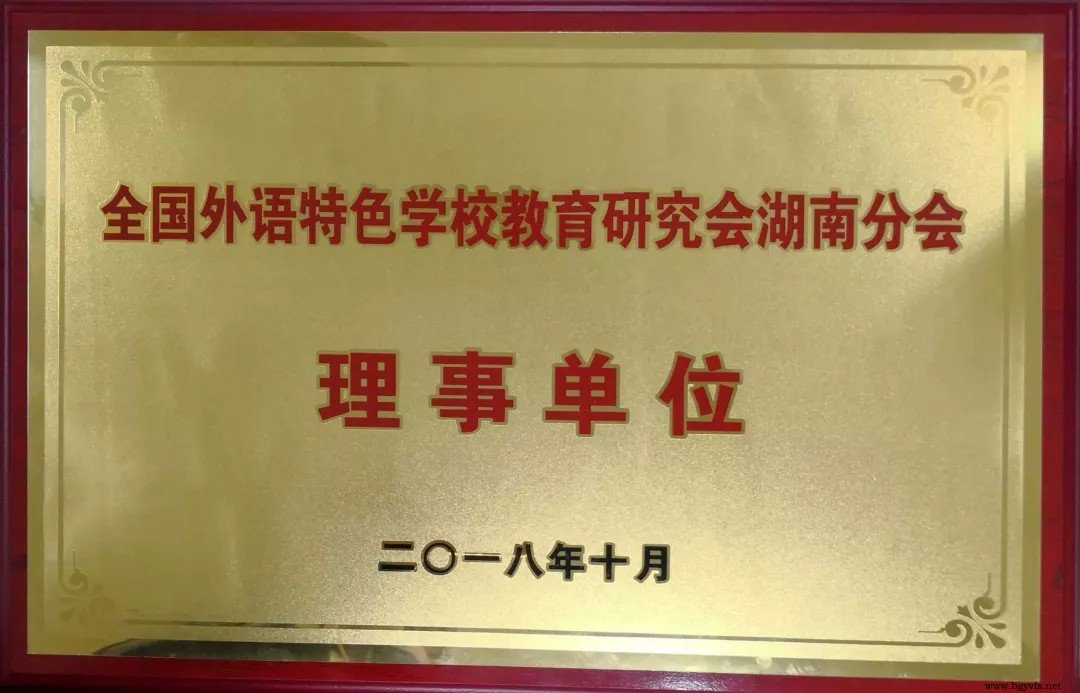 全国外语特色学校教育研究会湖南分会
理事单位
二〇一八年十月
www.bgyvfs.net